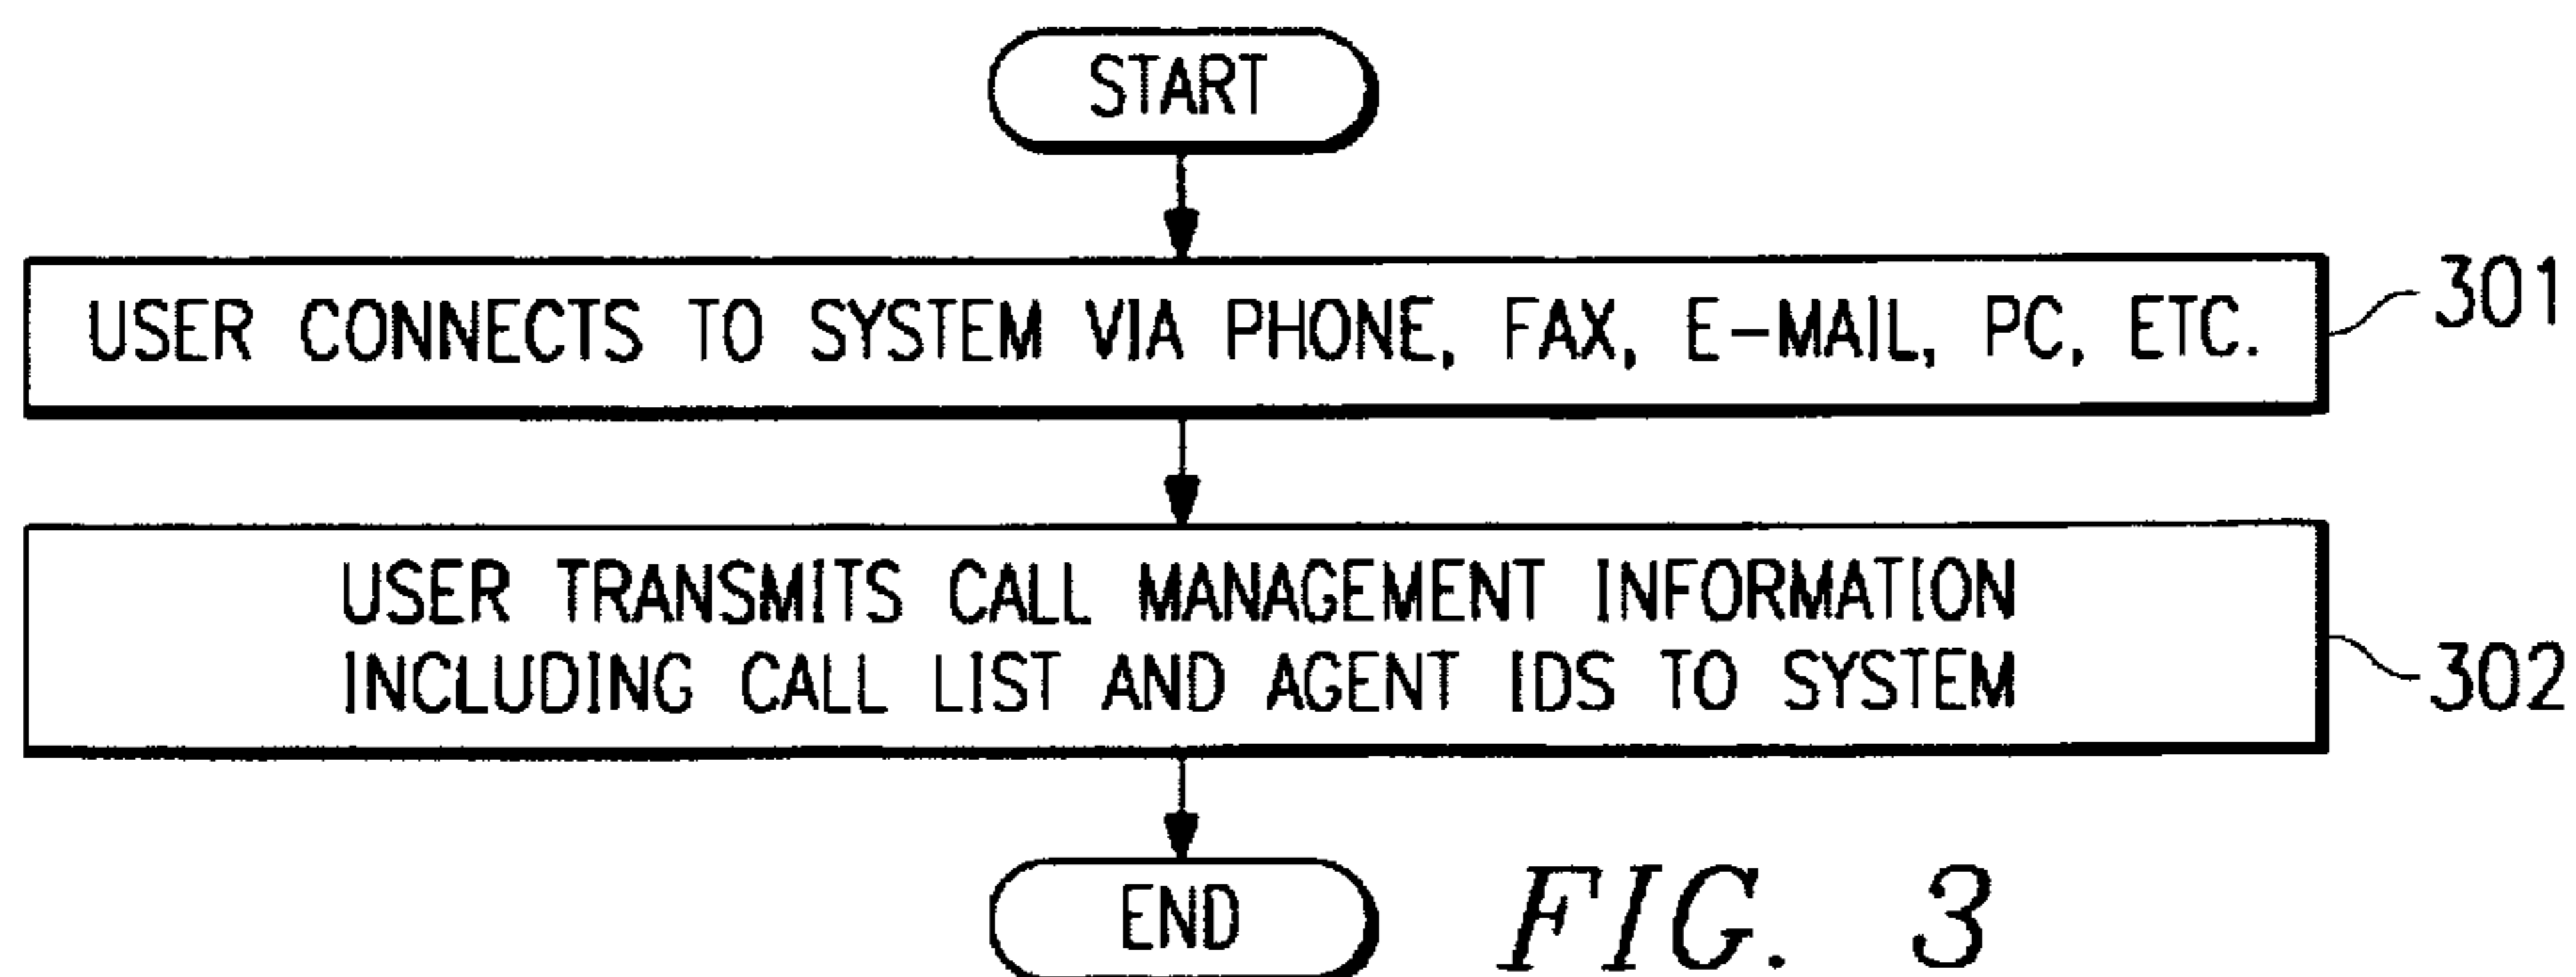 START
USER CONNECTS TO SYSTEM VIA PHONE, FAX, E-MAIL, PC, ETC.
301
USER TRANSMITS CALL MANAGEMENT INFORMATION
INCLUDING CALL LIST AND AGENT IDS TO SYSTEM
302
END
FIG. 3